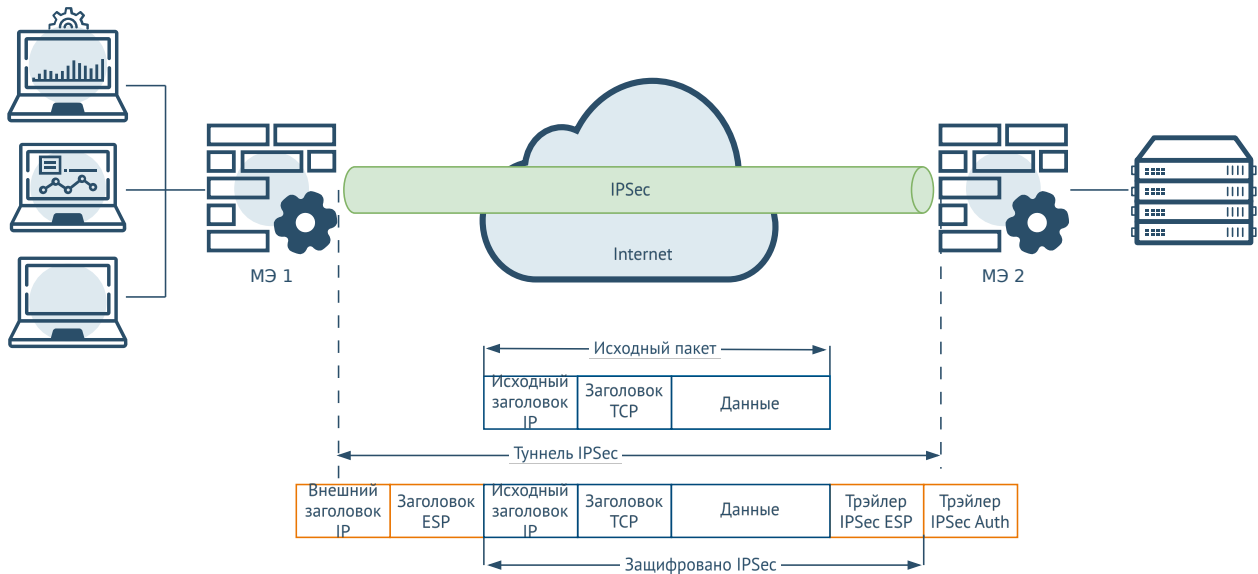 IPSec
Internet
МЭ 1
МЭ 2
Исходный пакет
Исходный
заголовок
IP
Заголовок
TCP
Данные
Туннель IPSec
Внешний
заголовок
IP
Заголовок
ESP
Исходный
заголовок
IP
Заголовок
TCP
Данные
Трэйлер
IPSec ESP
Трэйлер
IPSec Auth
Защифровано IPSec